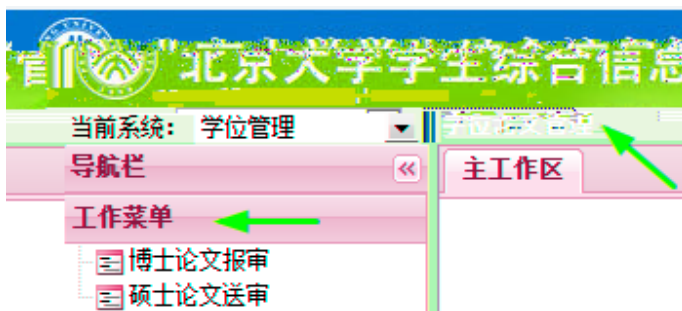 北京大学学生综合信息
当前系统： 学位管理
导航栏
主工作区
工作菜单
博士论文报审
硕士论文送审